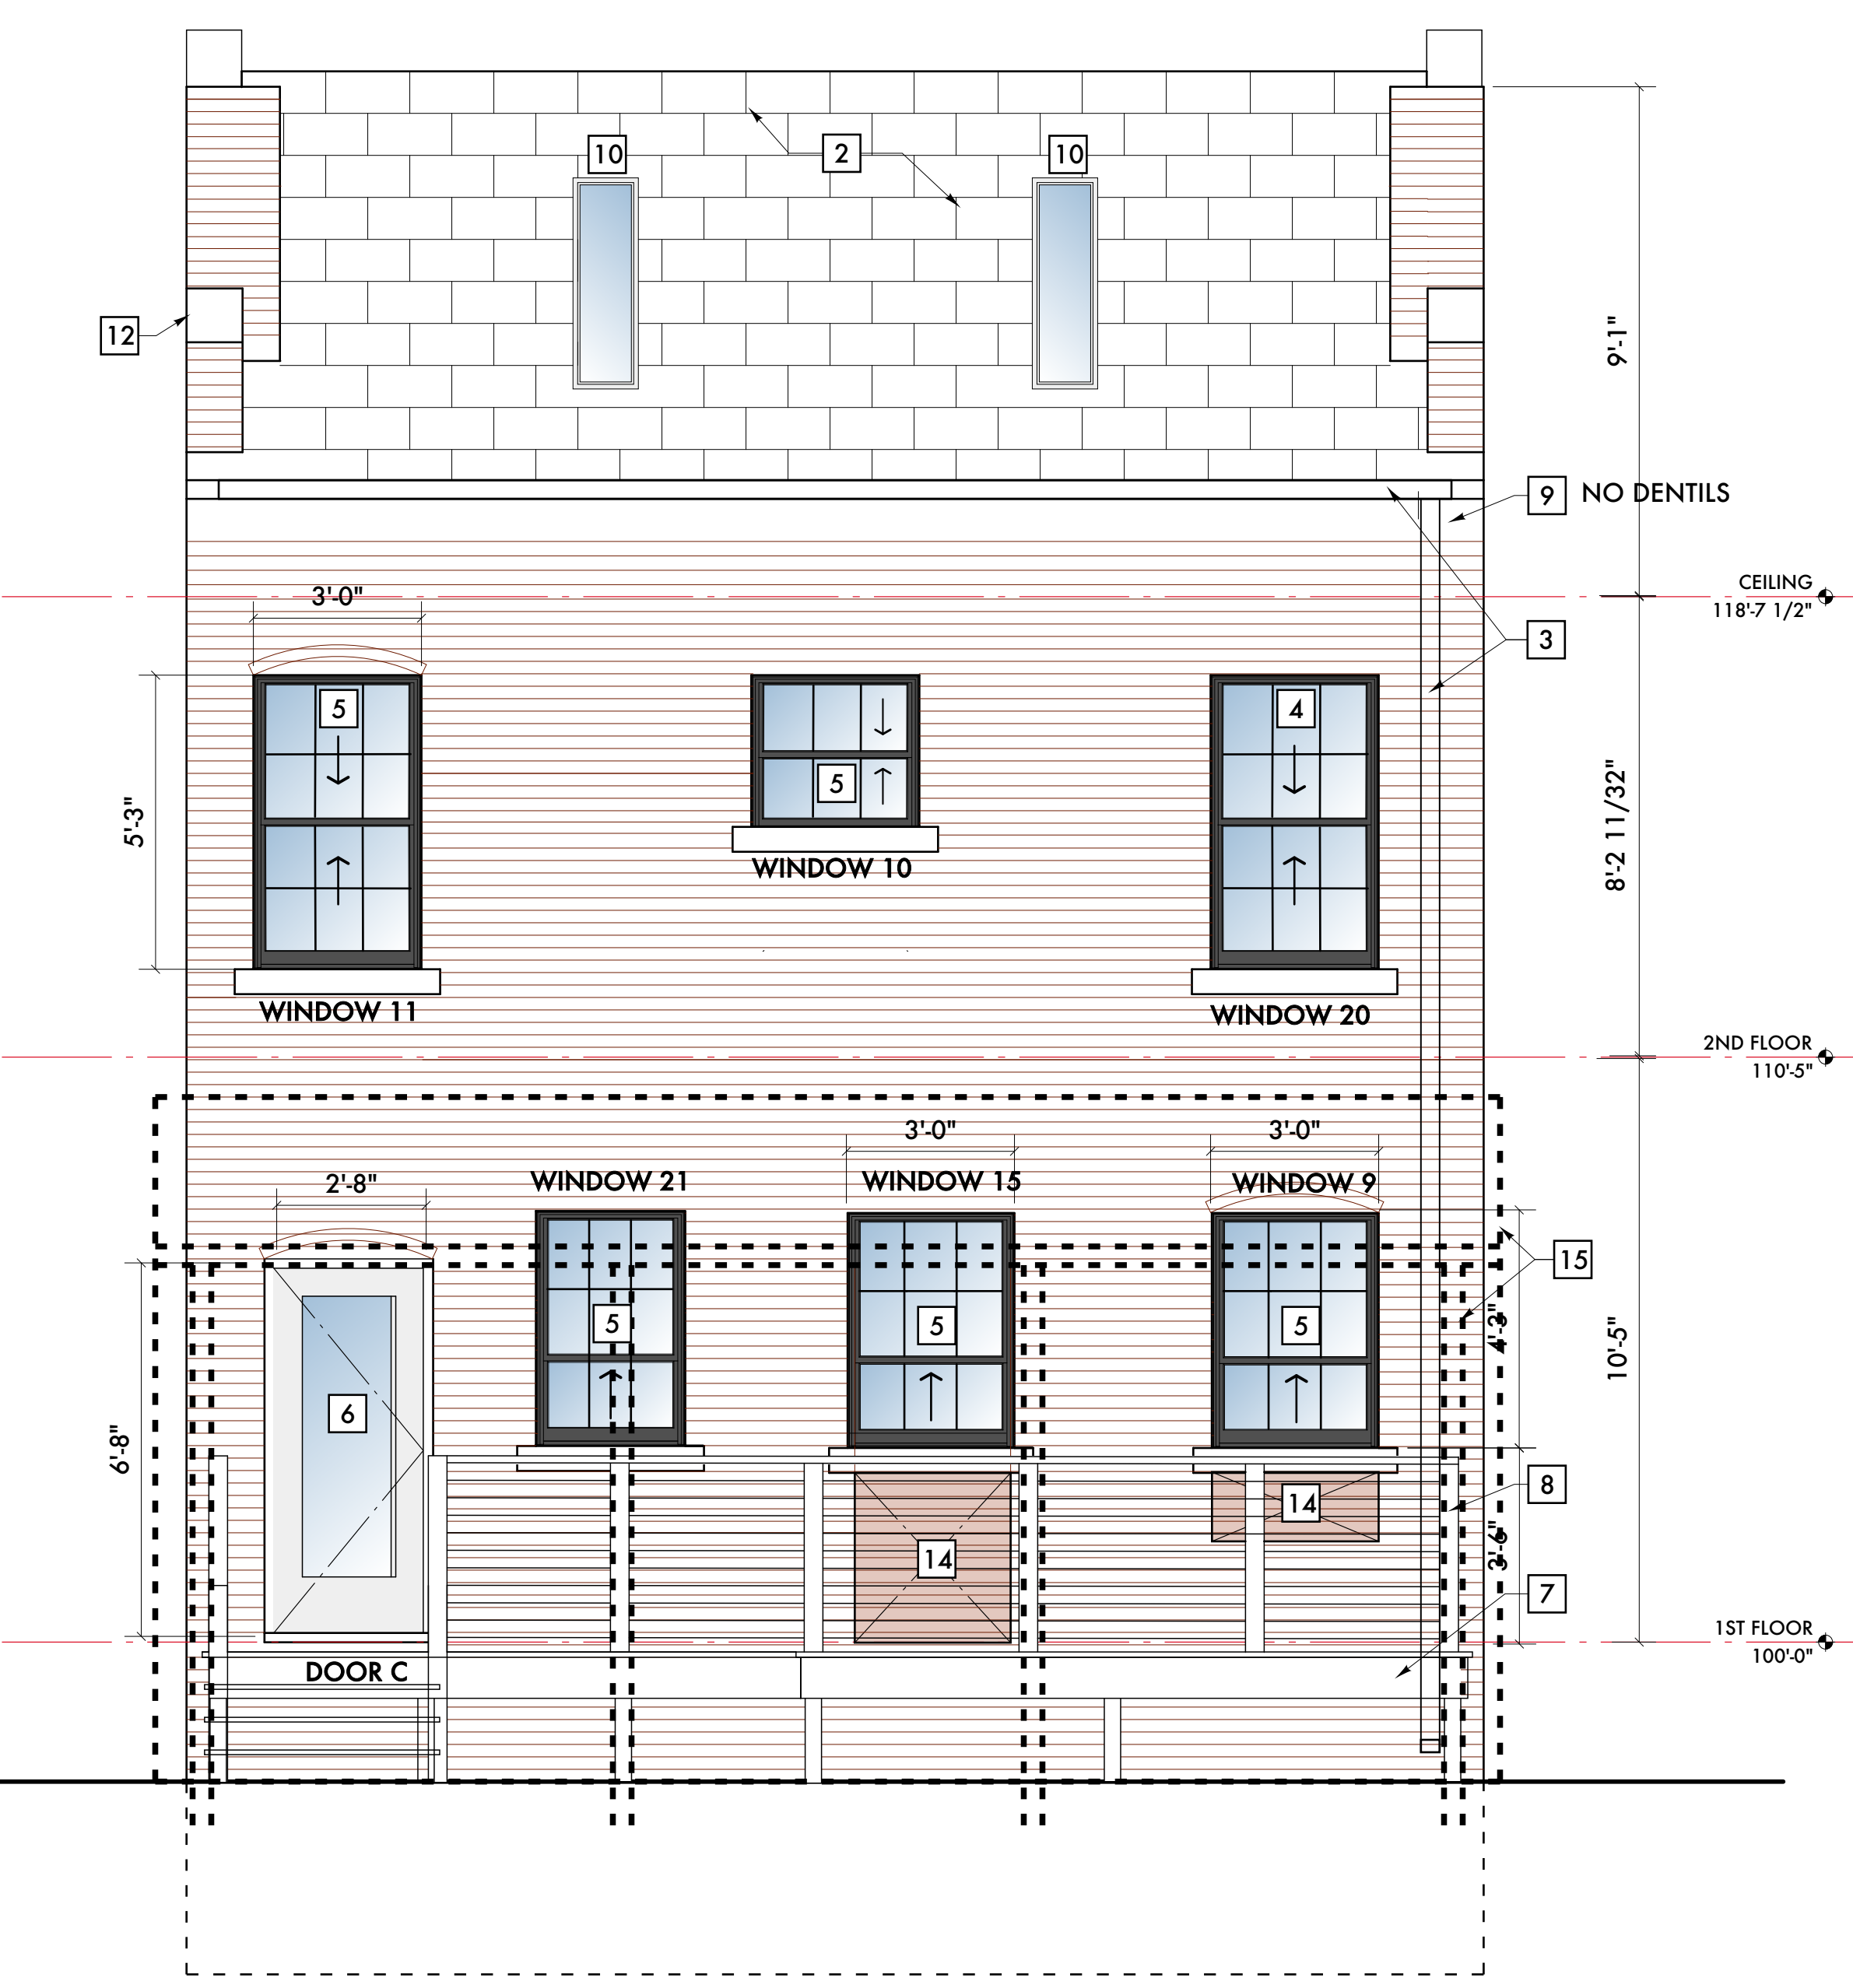 10
2
10
12
9'-1"
9 NO DENTILS
CEILING
118'-7 1/2"
3'-0"
3
5
4
5
5'-3"
8'-2 11/32"
WINDOW 10
WINDOW 11
WINDOW 20
2ND FLOOR
110'-5"
3'-0"
3'-0"
2'-8"
WINDOW 21
WINDOW 15
WINDOW 9
15
5
5
5
4'-3"
10'-5"
6
6'-8"
8
14
14
3'-6"
7
1ST FLOOR
100'-0"
DOOR C